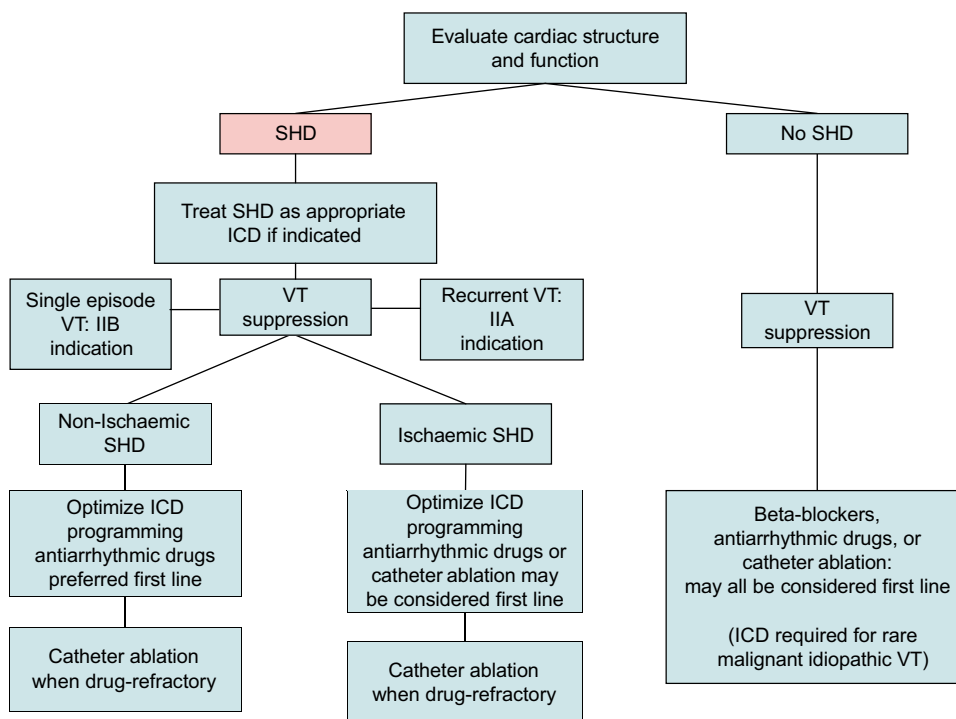 Evaluate cardiac structure
and function
SHD
No SHD
Treat SHD as appropriate
ICD if indicated
Single episode
VT: IIB
indication
VT
suppression
Recurrent VT:
IIA
indication
VT
suppression
Non-Ischaemic
SHD
Ischaemic SHD
Optimize ICD
programming
antiarrhythmic drugs
preferred first line
Optimize ICD
programming
antiarrhythmic drugs or
catheter ablation may
be considered first line
Beta-blockers,
antiarrhythmic drugs, or
catheter ablation:
may all be considered first line
(ICD required for rare
malignant idiopathic VT)
Catheter ablation
when drug-refractory
Catheter ablation
when drug-refractory